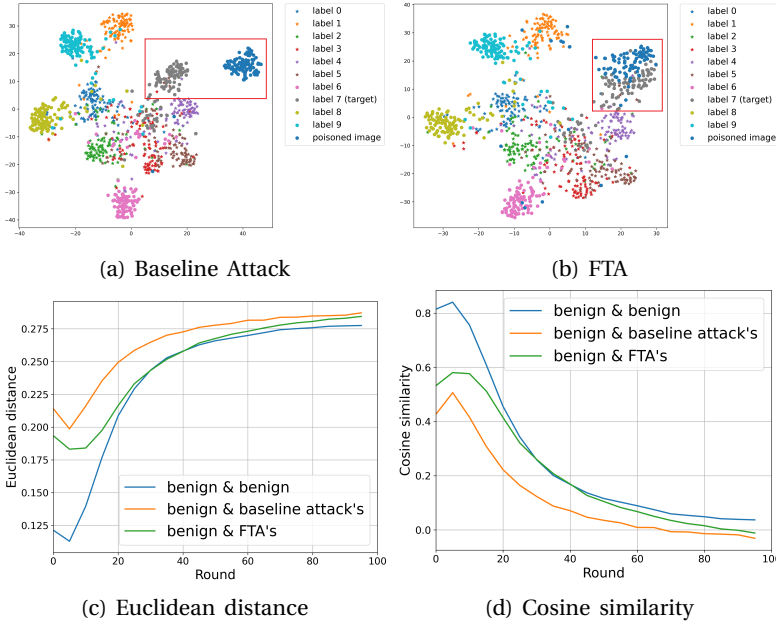 40
30
20
10
0
−10
−20
−30
−40
−40
−20
0
20
40
label 0
label 1
label 2
label 3
label 4
label 5
label 6
label 7 (target)
label 8
label 9
poisoned image
(a) Baseline Attack
40
30
20
10
0
−10
−20
−30
−30
−20
−10
0
10
20
30
label 0
label 1
label 2
label 3
label 4
label 5
label 6
label 7 (target)
label 8
label 9
poisoned image
(b) FTA
Euclidean distance
0.275
0.250
0.225
0.200
0.175
0.150
0.125
benign & benign
benign & baseline attack's
benign & FTA's
0
20
40
60
80
100
Round
(c) Euclidean distance
Cosine similarity
0.8
0.6
0.4
0.2
0.0
benign & benign
benign & baseline attack's
benign & FTA's
0
20
40
60
80
100
Round
(d) Cosine similarity